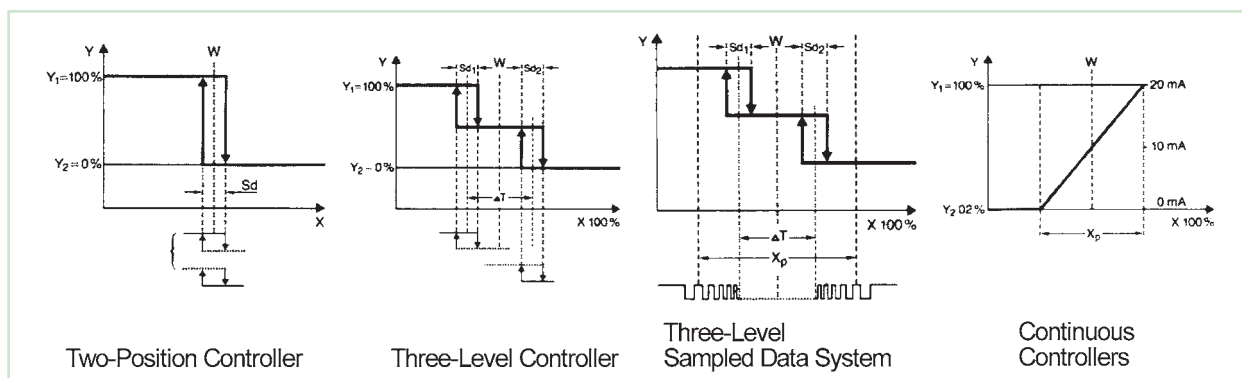 Y
W
Y₁=100%
Y₂=0%
Sd
X
Two-Position Controller
Y
Sd₁
W
Sd₂
Y₁=100%
Y₂-0%
ΔT
X 100%
Three-Level Controller
Y
Sd₁
W
Sd₂
ΔT
Xp
X 100%
Three-Level
Sampled Data System
Y
W
Y₁=100%
20 mA
10 mA
Y₂ 02%
0 mA
Xp
X 100%
Continuous
Controllers